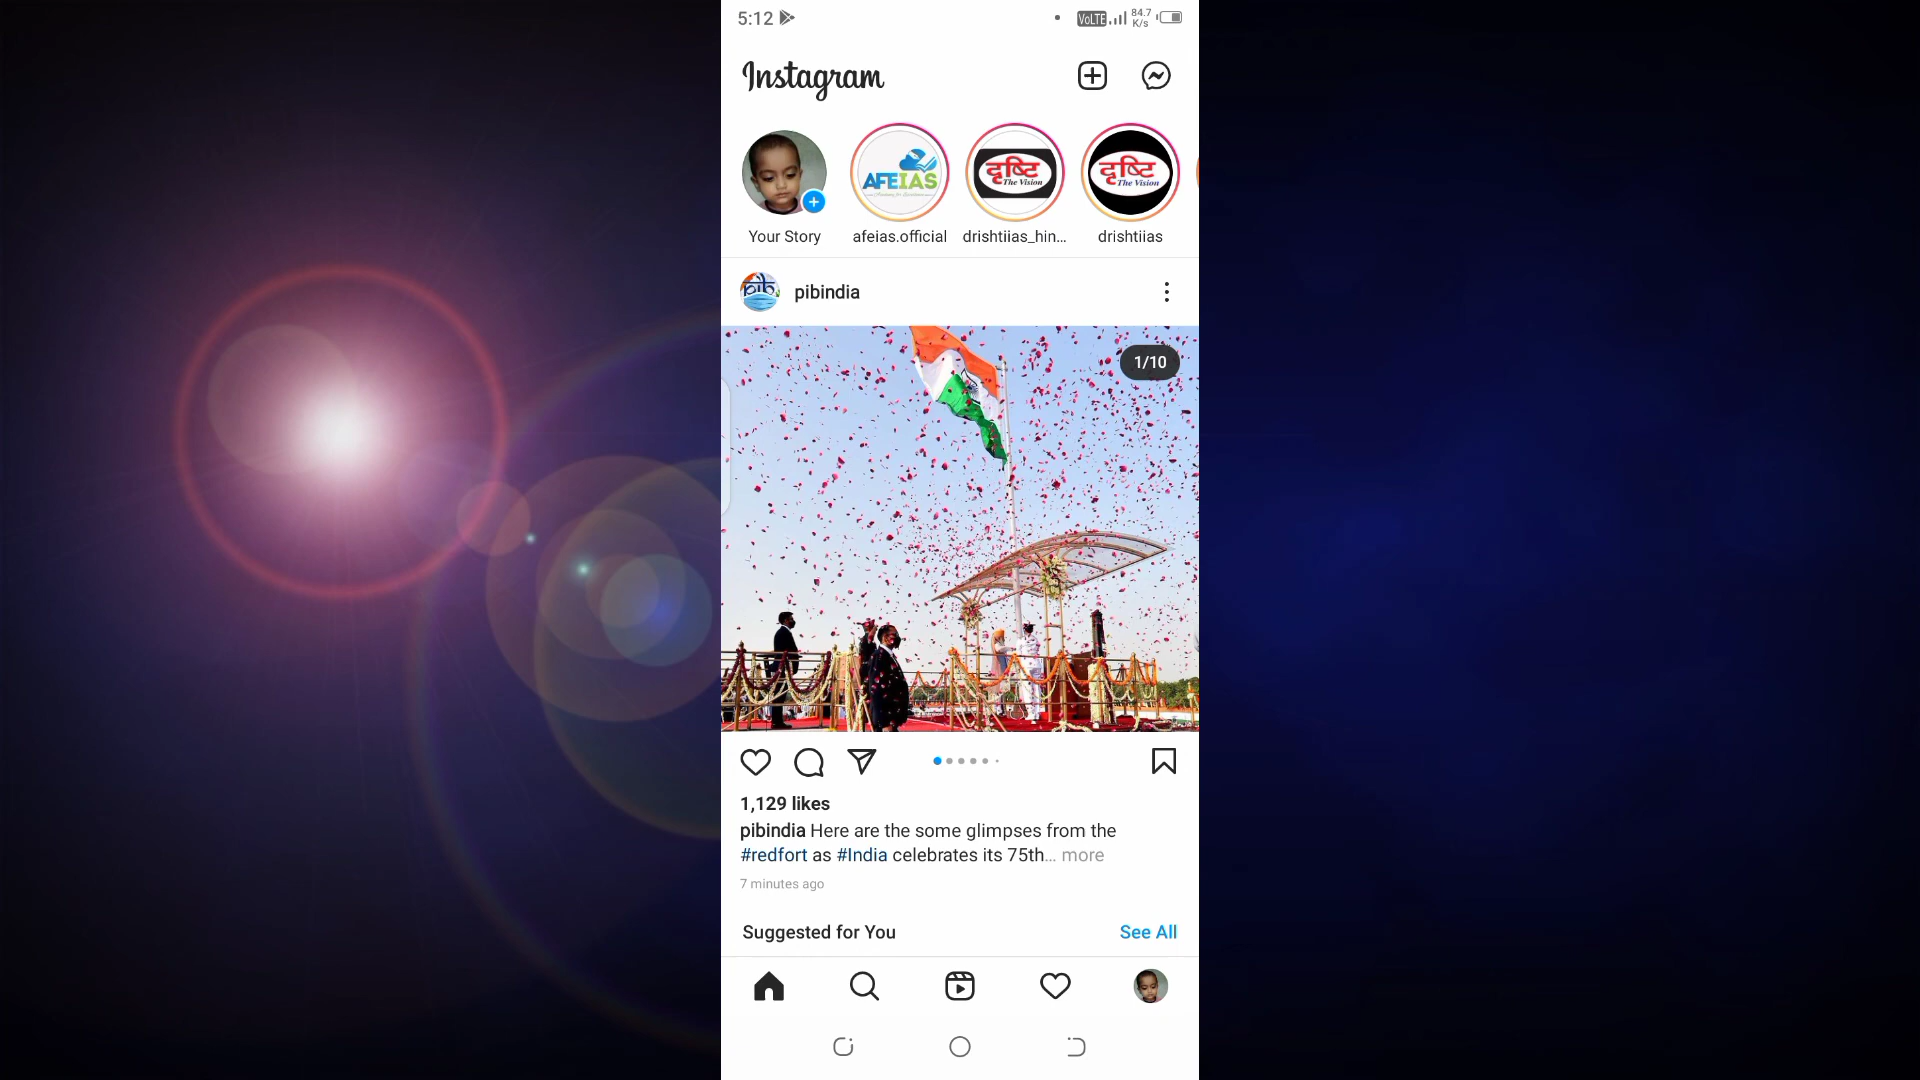 5:12
VoLTE
84.7
K/s
Instagram
AFEIAS
दृष्टि
The Vision
दृष्टि
The Vision
Your Story
afeias.official
drishtiias_hin...
drishtiias
pib
pibindia
1/10
1,129 likes
pibindia Here are the some glimpses from the
#redfort as #India celebrates its 75th... more
7 minutes ago
Suggested for You
See All